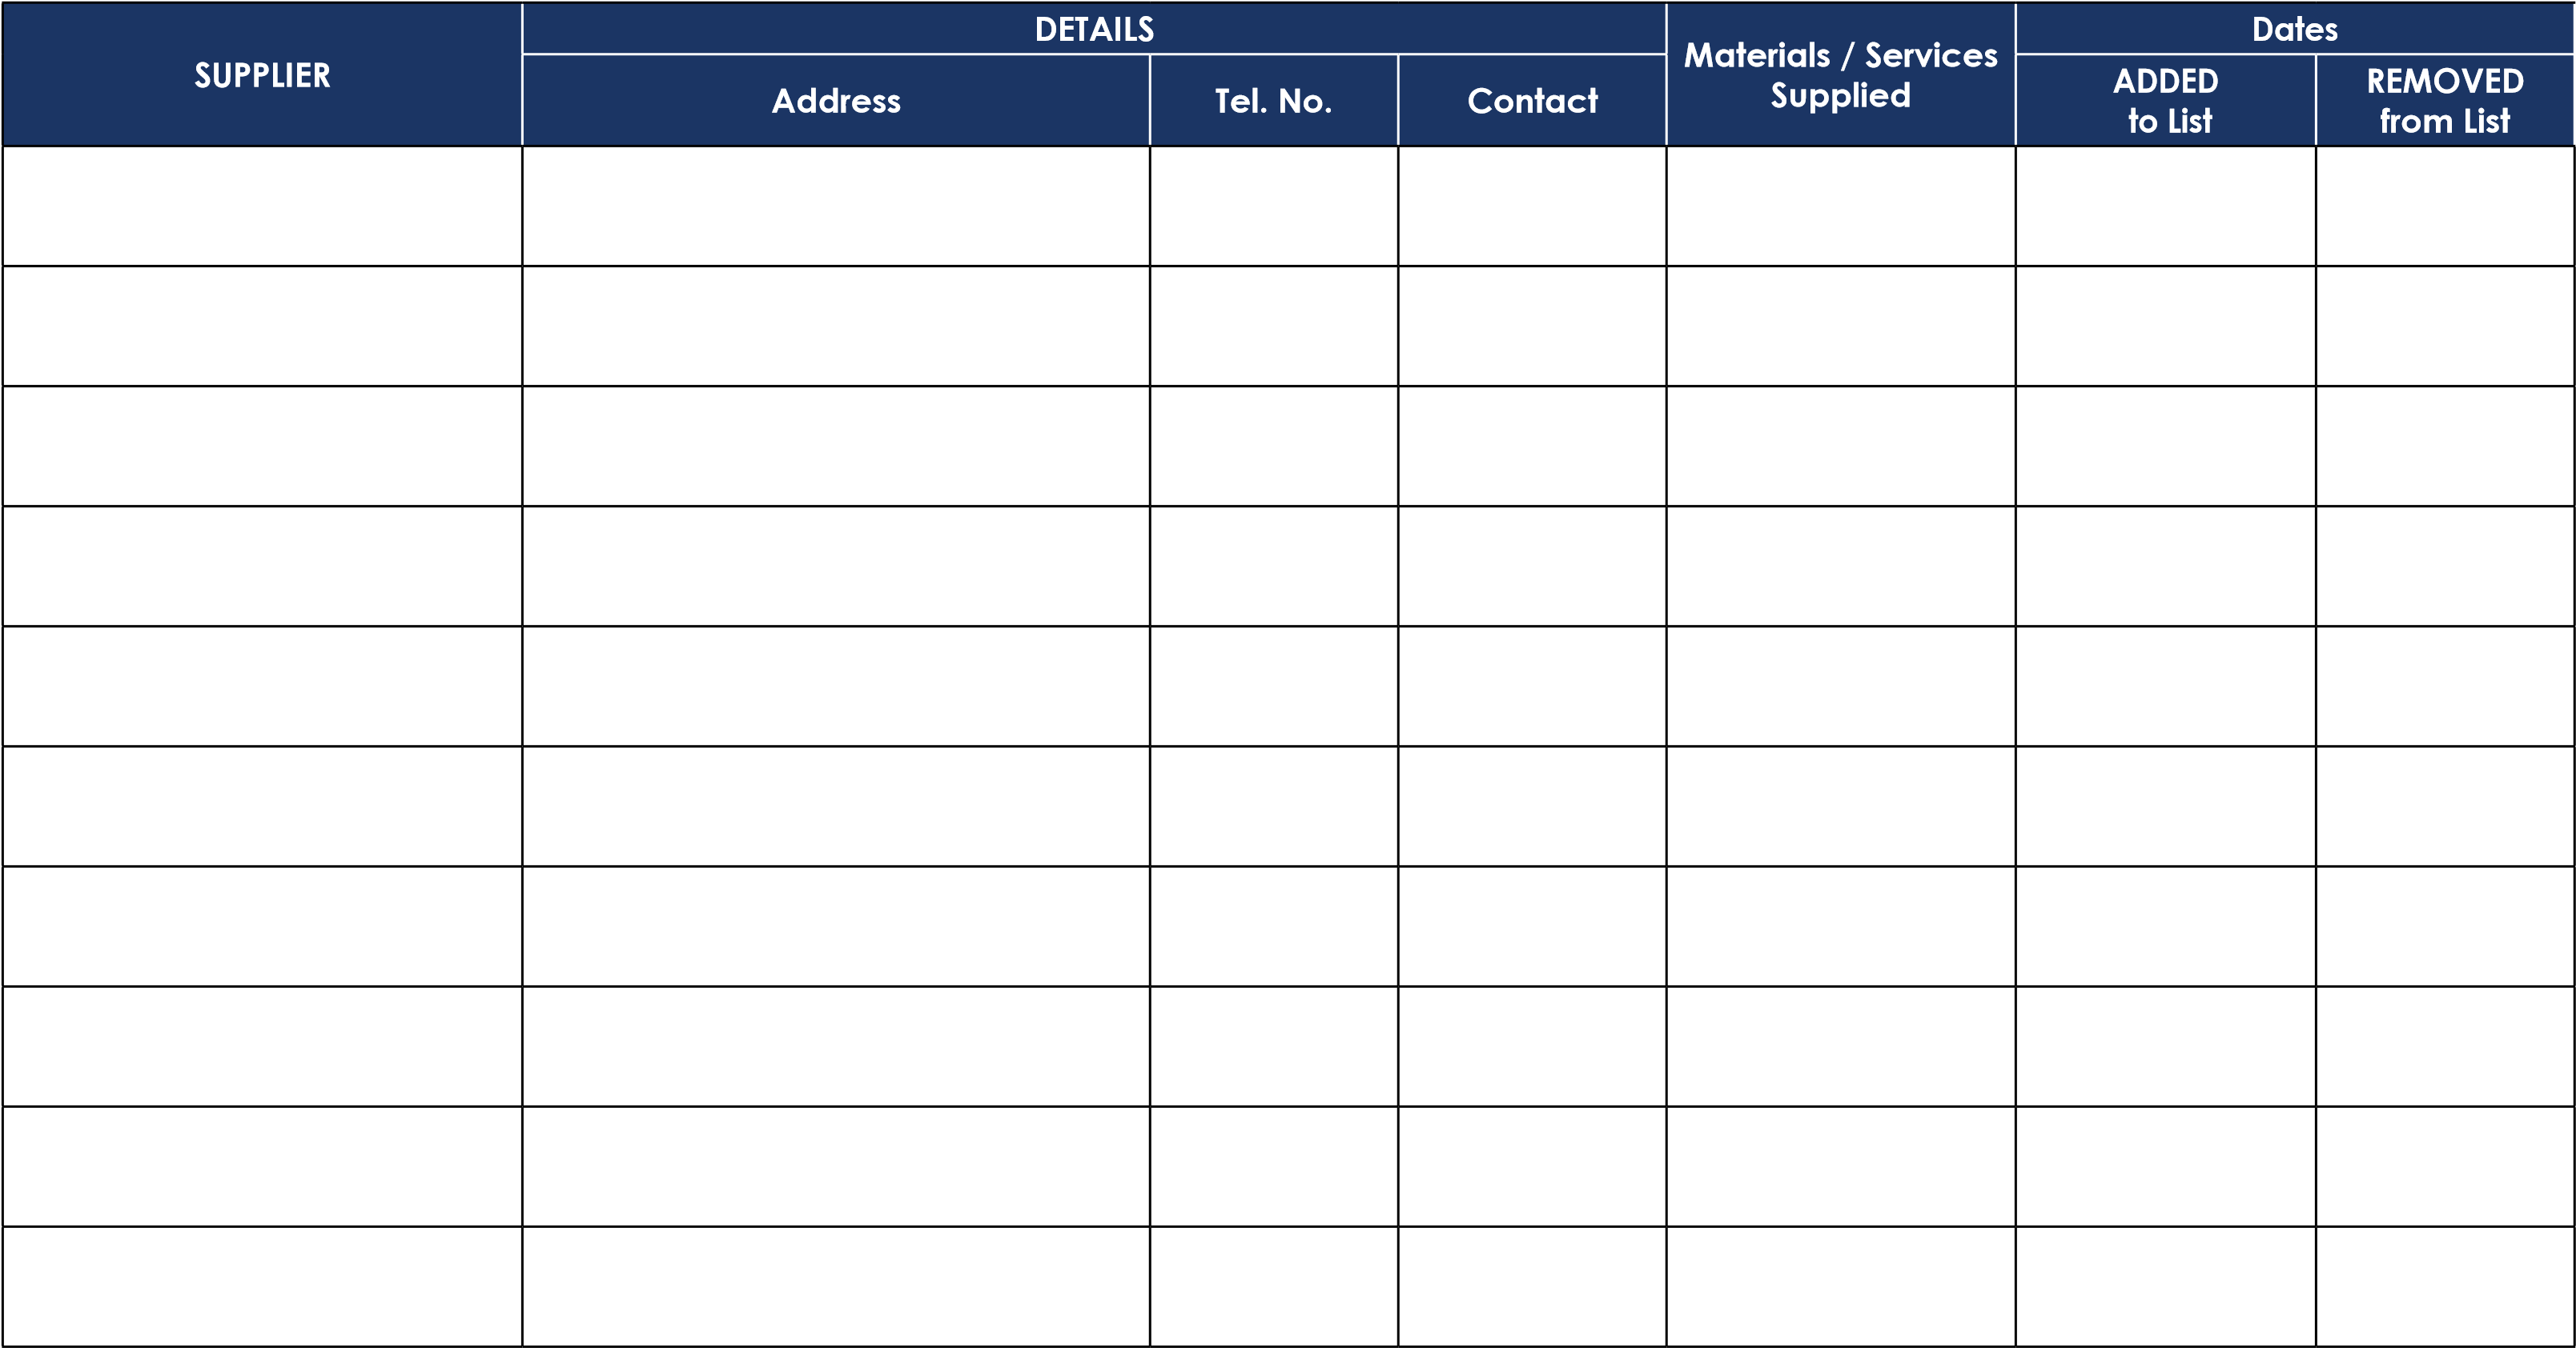 SUPPLIER
DETAILS
Address
Tel. No.
Contact
Materials / Services
Supplied
Dates
ADDED
to List
REMOVED
from List